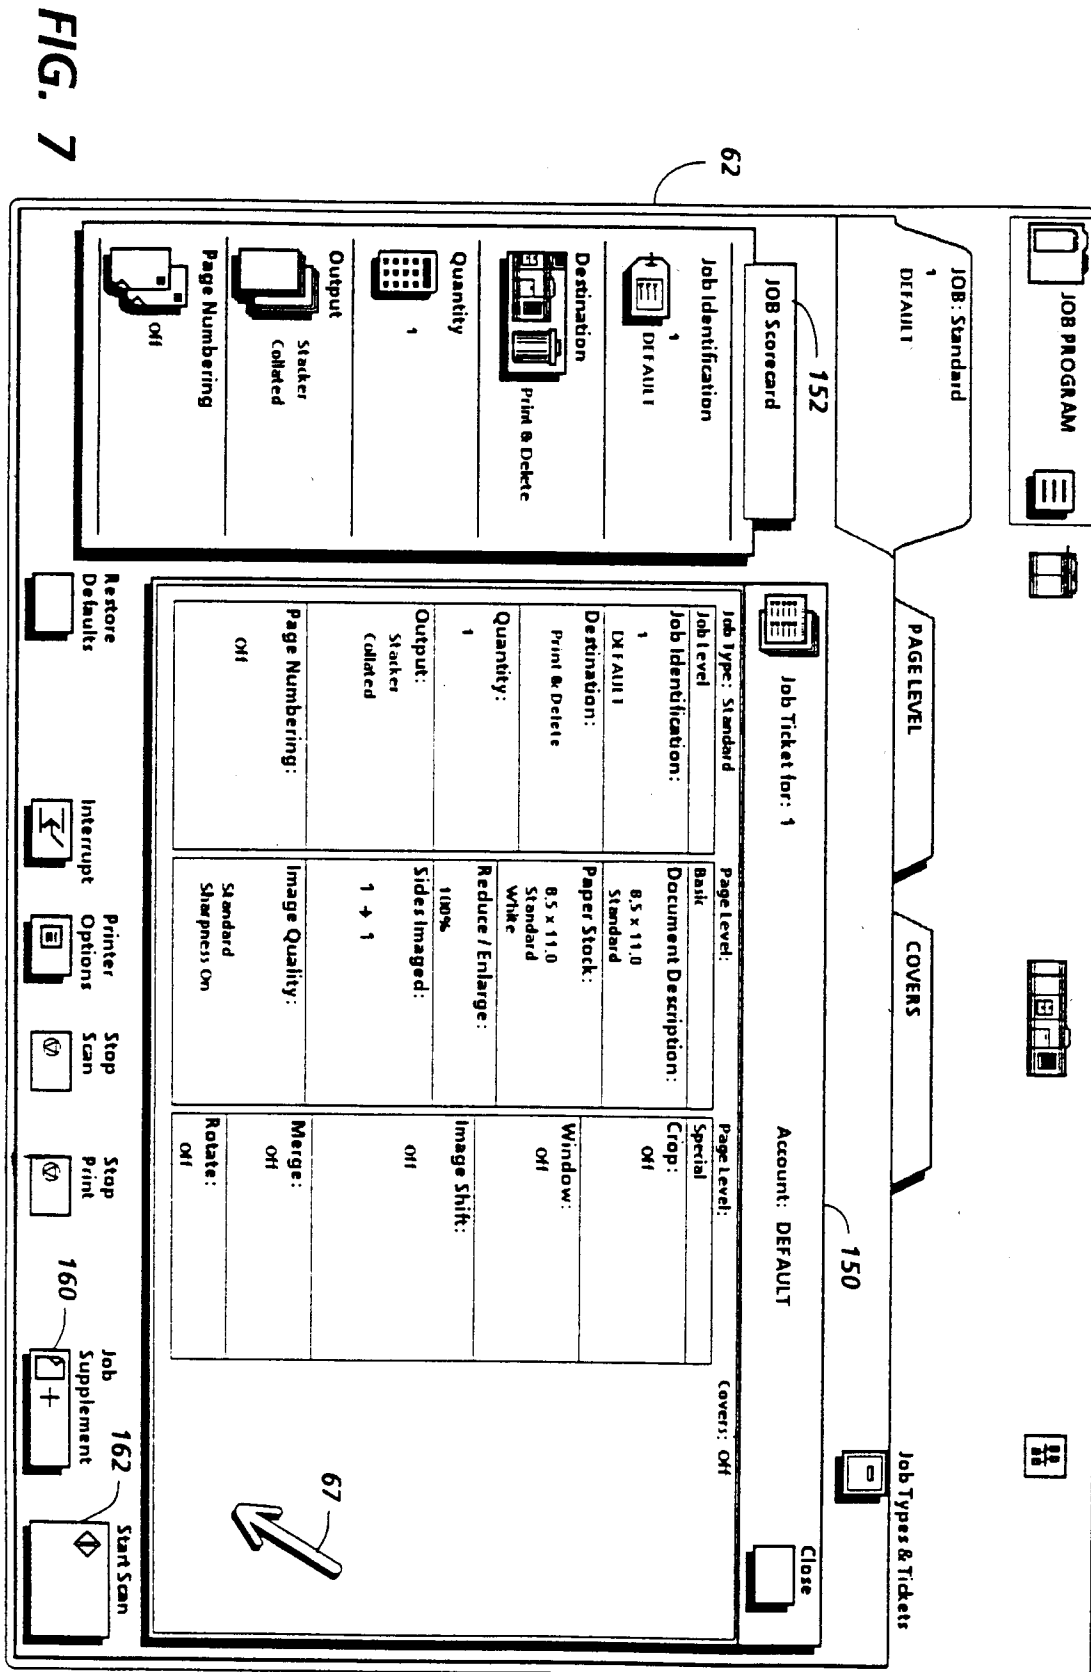 JOB PROGRAM
JOB: Standard
1
DEFAULT
PAGE LEVEL
COVERS
Job Types & Tickets
62
152
150
JOB Scorecard
Job Identification
1
DEFAULT
Destination
Print & Delete
Quantity
1
Output
Stacker
Collated
Page Numbering
Off
Job Ticket for: 1
Account: DEFAULT
Close
Job Type: Standard
Job Level
Job Identification:
1
DEFAULT
Destination:
Print & Delete
Quantity:
1
Output:
Stacker
Collated
Page Numbering:
Off
Page Level:
Basic
Document Description:
8.5 x 11.0
Standard
Paper Stock:
8.5 x 11.0
Standard
White
Reduce / Enlarge:
100%
Sides Imaged:
1 → 1
Image Quality:
Standard
Sharpness On
Page Level:
Special
Crop:
Off
Window:
Off
Image Shift:
Off
Merge:
Off
Rotate:
Off
Covers: Off
67
Restore
Defaults
Interrupt
Printer
Options
Stop
Scan
Stop
Print
160
Job
Supplement
162
Start Scan
FIG. 7